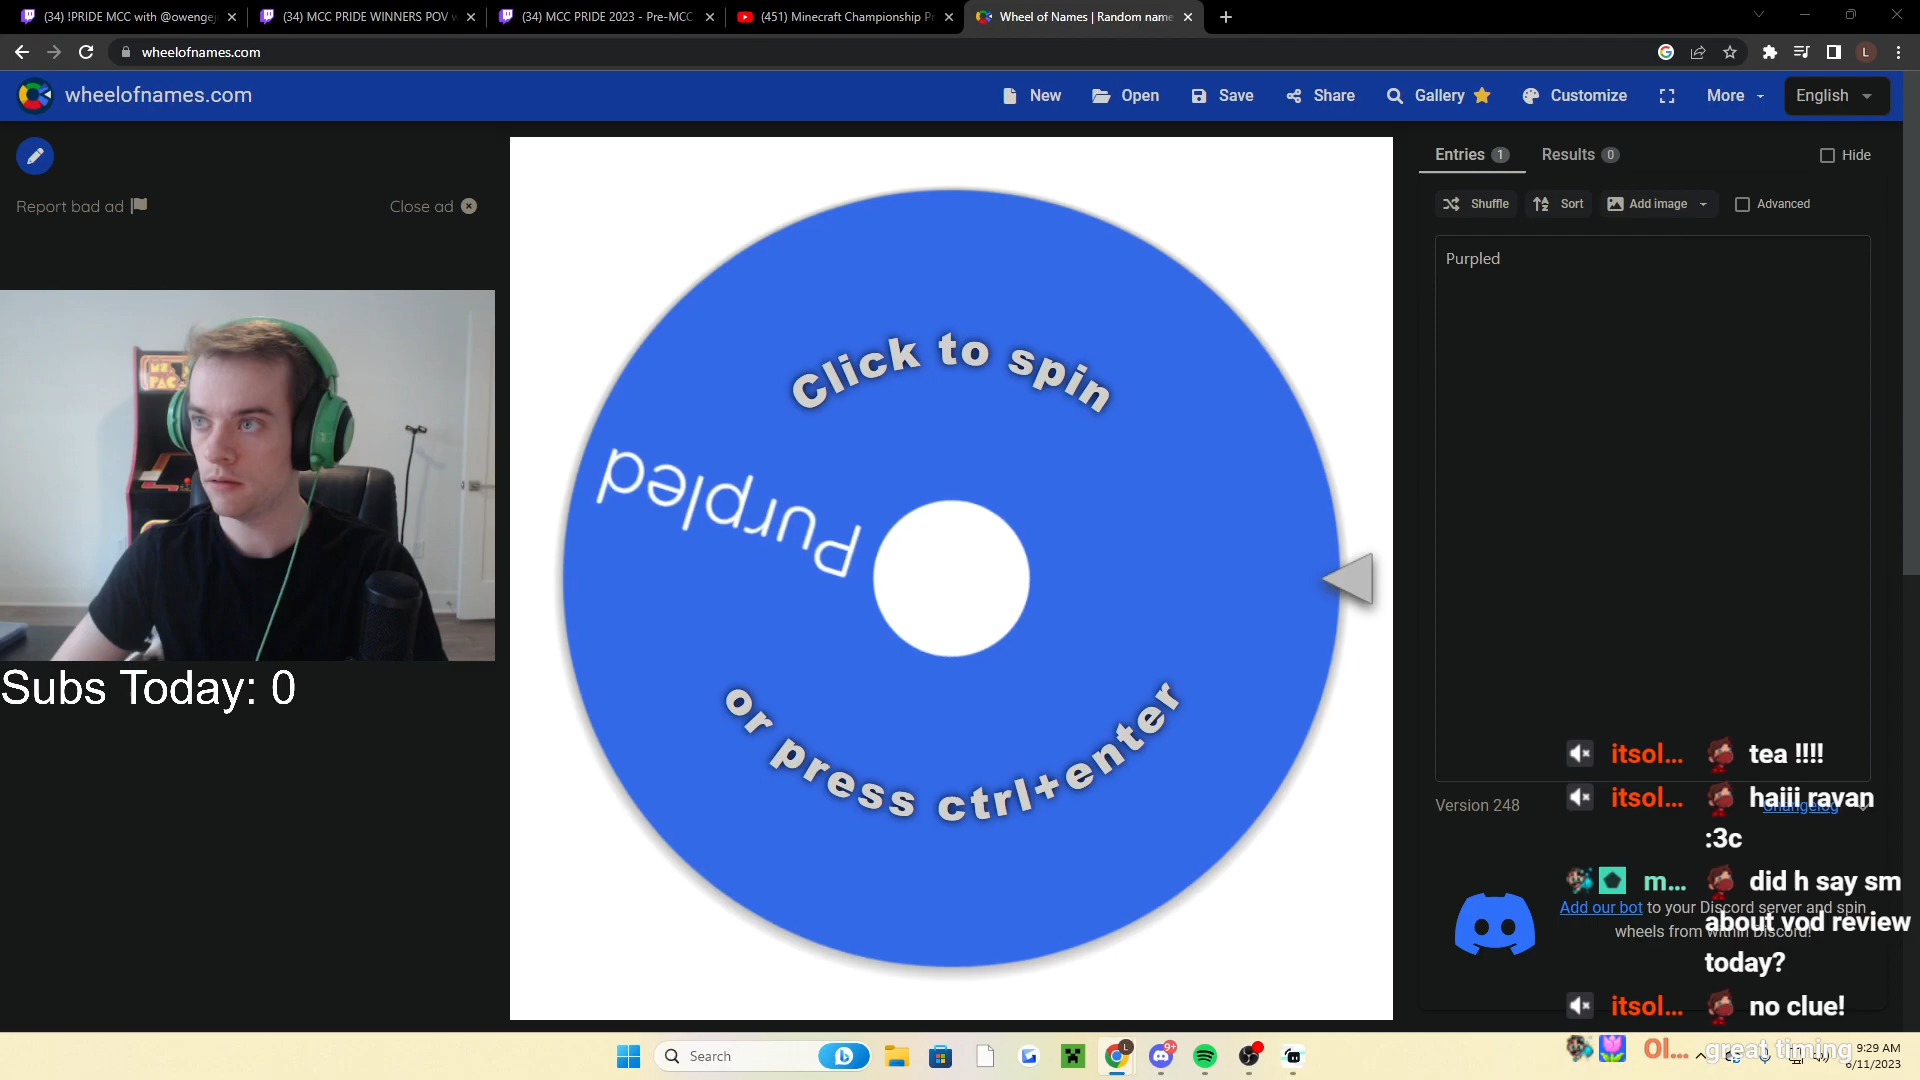 (34) !PRIDE MCC with @owenge
(34) MCC PRIDE WINNERS POV
(34) MCC PRIDE 2023 - Pre-MCC
(451) Minecraft Championship Pr
Wheel of Names | Random name
wheelofnames.com
L
wheelofnames.com
New
Open
Save
Share
Gallery
Customize
More
English
Report bad ad
Close ad
MS. PAC
Subs Today: 0
Click to spin
Purpled
or press ctrl+enter
Entries 1
Results 0
Hide
Shuffle
Sort
Add image
Advanced
Purpled
Version 248
Changelog
Add our bot to your Discord server and spin
wheels from within Discord!
itsol... tea !!!!
itsol... haiii ravan
:3c
m... did h say sm
about vod review
today?
itsol... no clue!
Ol... great timing
Search
L
9+
9:29 AM
6/11/2023